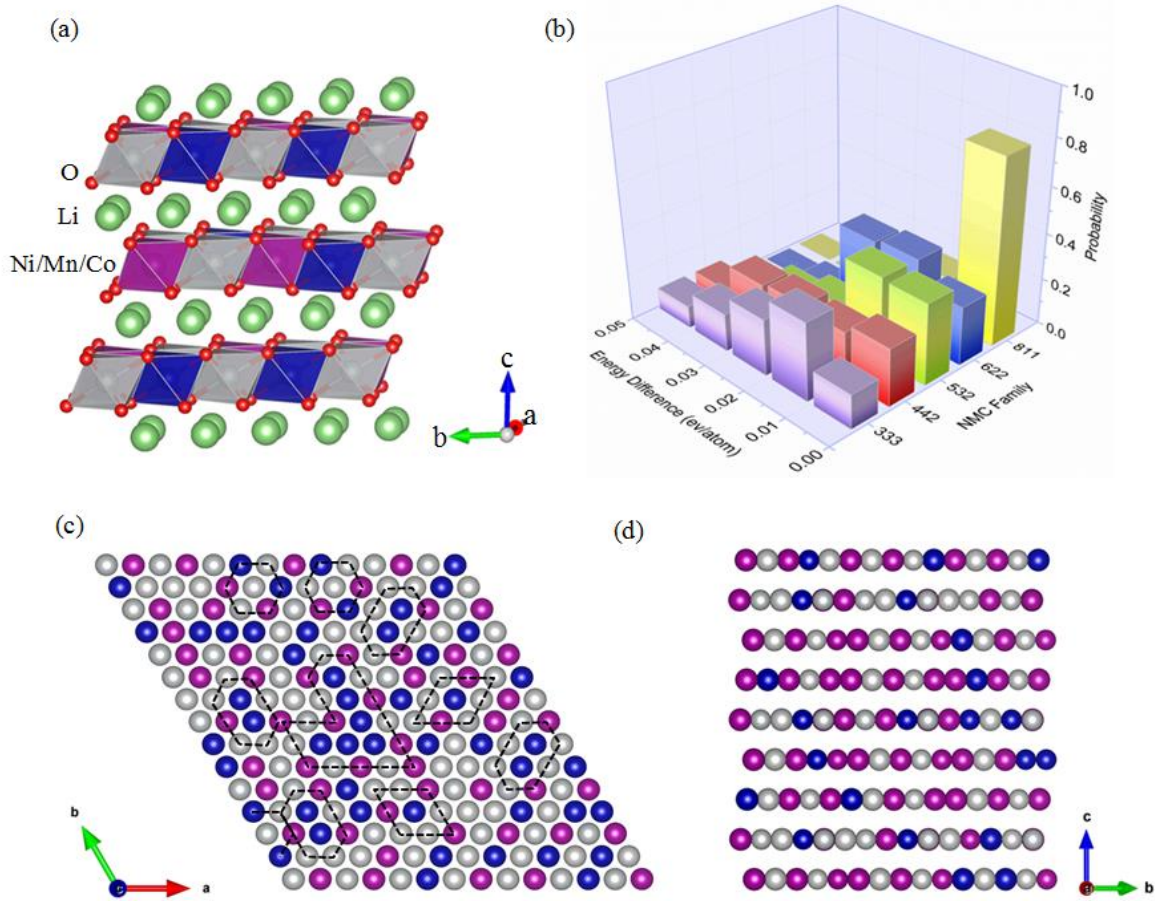 (a)
O
Li
Ni/Mn/Co
c
a
b
(b)
1.0
0.8
0.6
0.4
0.2
0.0
Probability
0.05
0.04
0.03
0.02
0.01
0.00
Energy Difference (ev/atom)
333
442
532
622
811
NMC Family
(c)
b
a
(d)
c
b